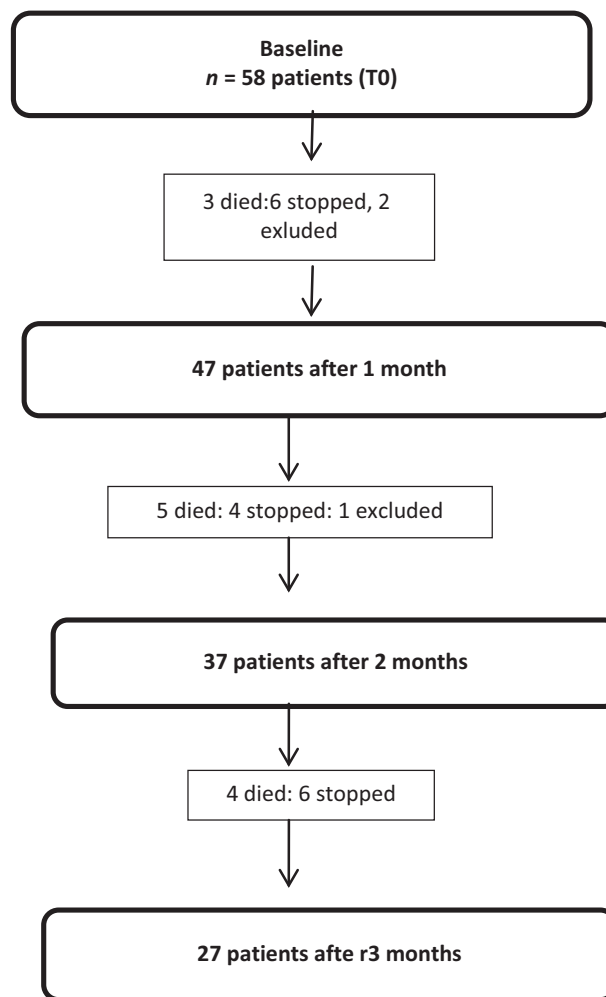 Baseline
n = 58 patients (T0)
3 died:6 stopped, 2
exluded
47 patients after 1 month
5 died: 4 stopped: 1 excluded
37 patients after 2 months
4 died: 6 stopped
27 patients afte r3 months